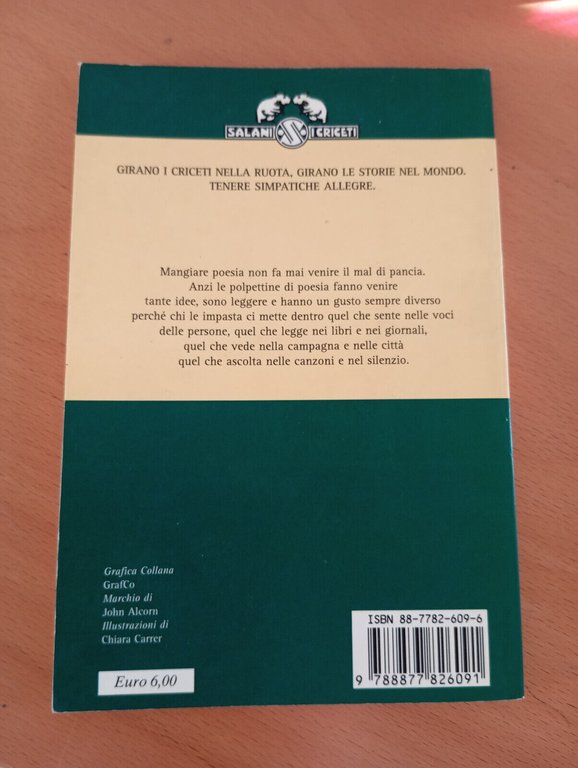 SALANI I CRICETI
GIRANO I CRICETI NELLA RUOTA, GIRANO LE STORIE NEL MONDO.
TENERE SIMPATICHE ALLEGRE.
Mangiare poesia non fa mai venire il mal di pancia.
Anzi le polpettine di poesia fanno venire
tante idee, sono leggere e hanno un gusto sempre diverso
perché chi le impasta ci mette dentro quel che sente nelle voci
delle persone, quel che legge nei libri e nei giornali,
quel che vede nella campagna e nelle città
quel che ascolta nelle canzoni e nel silenzio.
Grafica Collana
GrafCo
Marchio di
John Alcorn
Illustrazioni di
Chiara Carrer
Euro 6,00
ISBN 88-7782-609-6
9 788877 826091